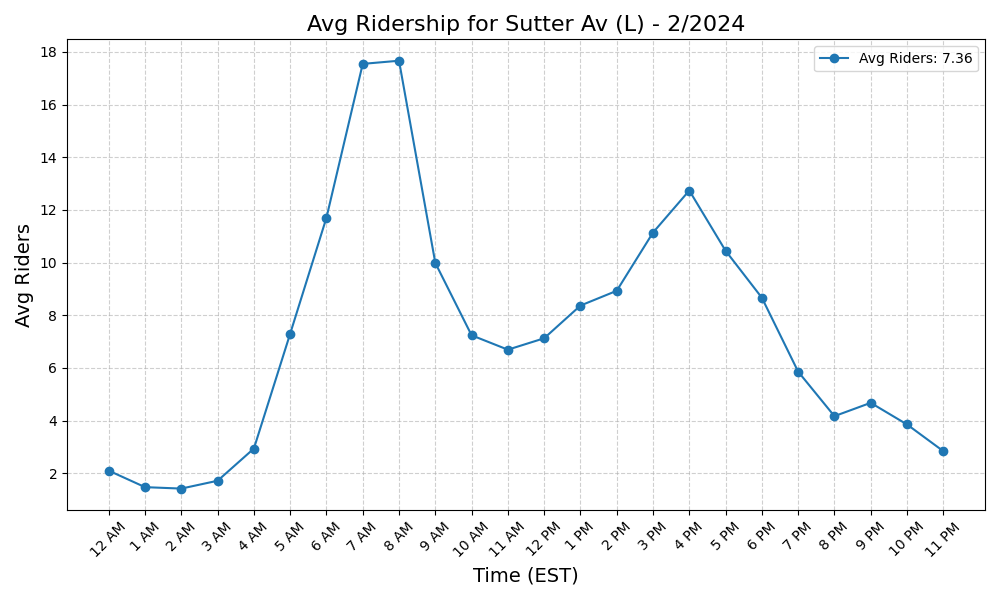 Avg Ridership for Sutter Av (L) - 2/2024
Avg Riders: 7.36
Avg Riders
18
16
14
12
10
8
6
4
2
12 AM
1 AM
2 AM
3 AM
4 AM
5 AM
6 AM
7 AM
8 AM
9 AM
10 AM
11 AM
12 PM
1 PM
2 PM
3 PM
4 PM
5 PM
6 PM
7 PM
8 PM
9 PM
10 PM
11 PM
Time (EST)